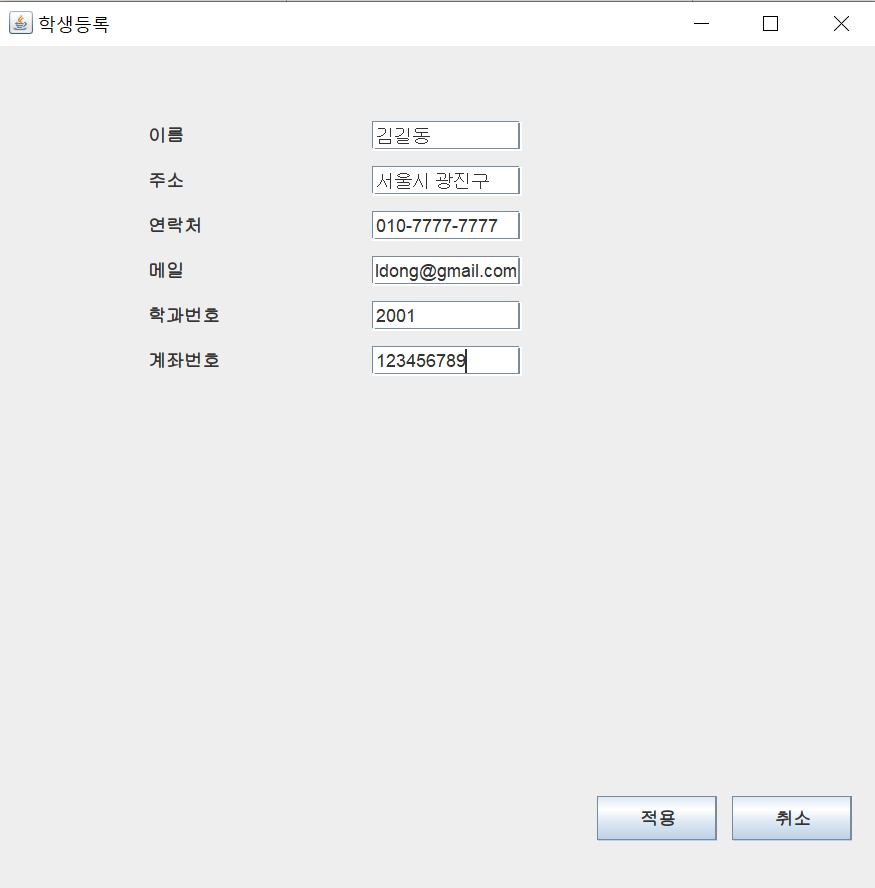 학생등록
이름 김길동
주소 서울시 광진구
연락처 010-7777-7777
메일 ldong@gmail.com
학과번호 2001
계좌번호 123456789
적용 취소